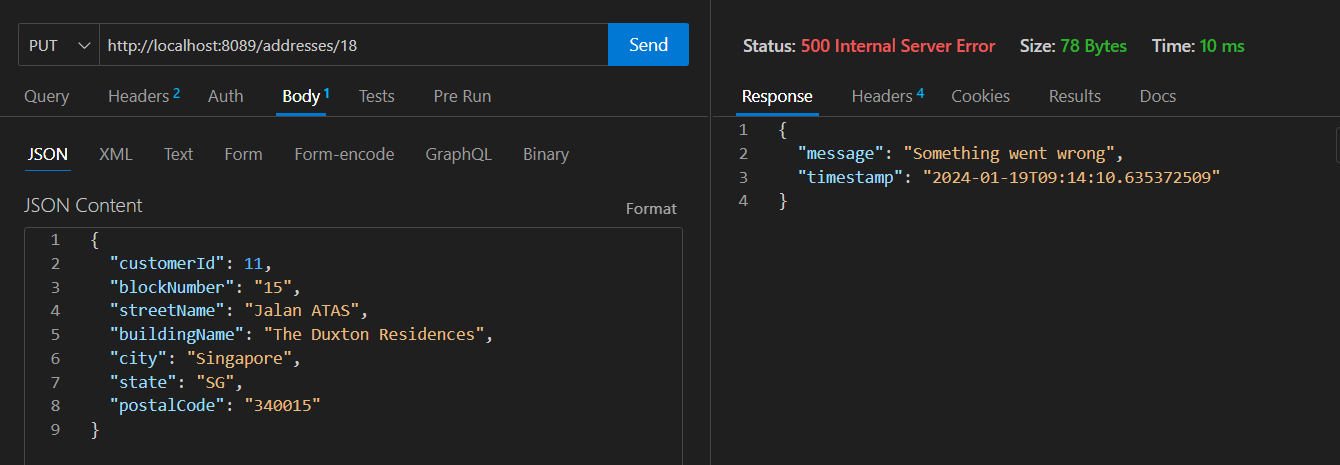 PUT http://localhost:8089/addresses/18 Send
Query Headers 2 Auth Body 1 Tests Pre Run
JSON XML Text Form Form-encode GraphQL Binary
JSON Content
Format
1 {
2 "customerId": 11,
3 "blockNumber": "15",
4 "streetName": "Jalan ATAS",
5 "buildingName": "The Duxton Residences",
6 "city": "Singapore",
7 "state": "SG",
8 "postalCode": "340015"
9 }
Status: 500 Internal Server Error Size: 78 Bytes Time: 10 ms
Response Headers 4 Cookies Results Docs
1 {
2 "message": "Something went wrong",
3 "timestamp": "2024-01-19T09:14:10.635372509"
4 }